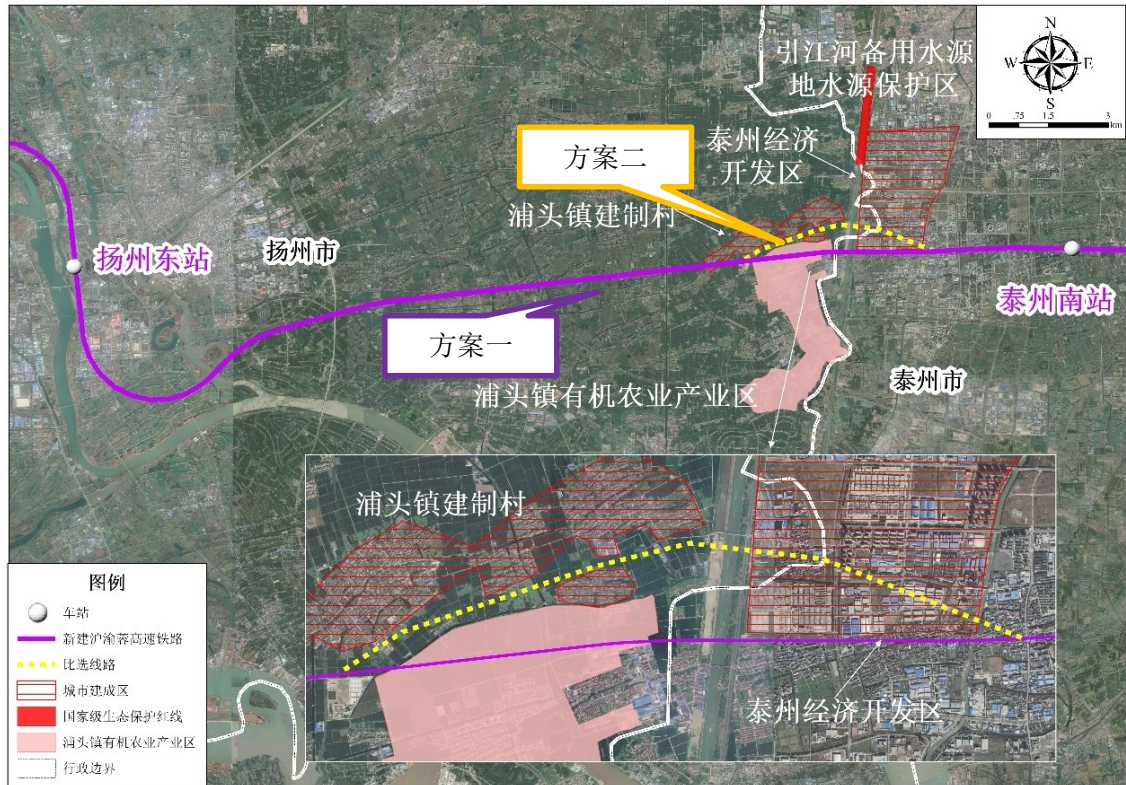 N
W
E
S
0
.75
1.5
3
km
引江河备用水源
地水源保护区
泰州经济
开发区
方案二
浦头镇建制村
扬州东站
扬州市
泰州南站
方案一
泰州市
浦头镇有机农业产业区
浦头镇建制村
泰州经济开发区
图例
车站
新建沪渝蓉高速铁路
比选线路
城市建成区
国家级生态保护红线
浦头镇有机农业产业区
行政边界